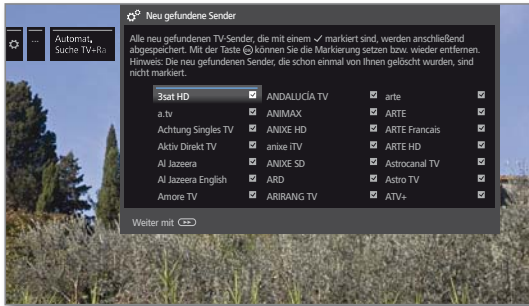 Neu gefundene Sender
...
Automat,
Suche TV+Ra
Alle neu gefundenen TV-Sender, die mit einem ✓ markiert sind, werden anschließend
abgespeichert. Mit der Taste OK können Sie die Markierung setzen bzw. wieder entfernen.
Hinweis: Die neu gefundenen Sender, die schon einmal von Ihnen gelöscht wurden, sind
nicht markiert.
3sat HD ANDALUCÍA TV arte
a.tv ANIMAX ARTE
Achtung Singles TV ANIXE HD ARTE Francais
Aktiv Direkt TV anixe iTV ARTE HD
Al Jazeera ANIXE SD Astrocanal TV
Al Jazeera English ARD Astro TV
Amore TV ARIRANG TV ATV+
Weiter mit